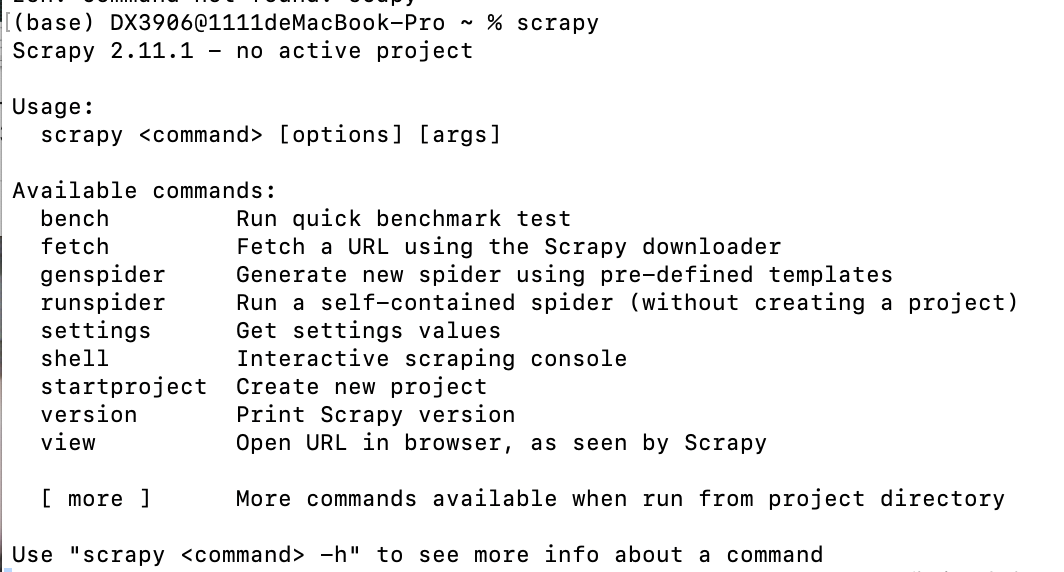 [(base) DX3906@1111deMacBook-Pro ~ % scrapy
Scrapy 2.11.1 - no active project
Usage:
  scrapy <command> [options] [args]
Available commands:
  bench         Run quick benchmark test
  fetch         Fetch a URL using the Scrapy downloader
  genspider     Generate new spider using pre-defined templates
  runspider     Run a self-contained spider (without creating a project)
  settings      Get settings values
  shell         Interactive scraping console
  startproject  Create new project
  version       Print Scrapy version
  view          Open URL in browser, as seen by Scrapy
  [ more ]      More commands available when run from project directory
Use "scrapy <command> -h" to see more info about a command